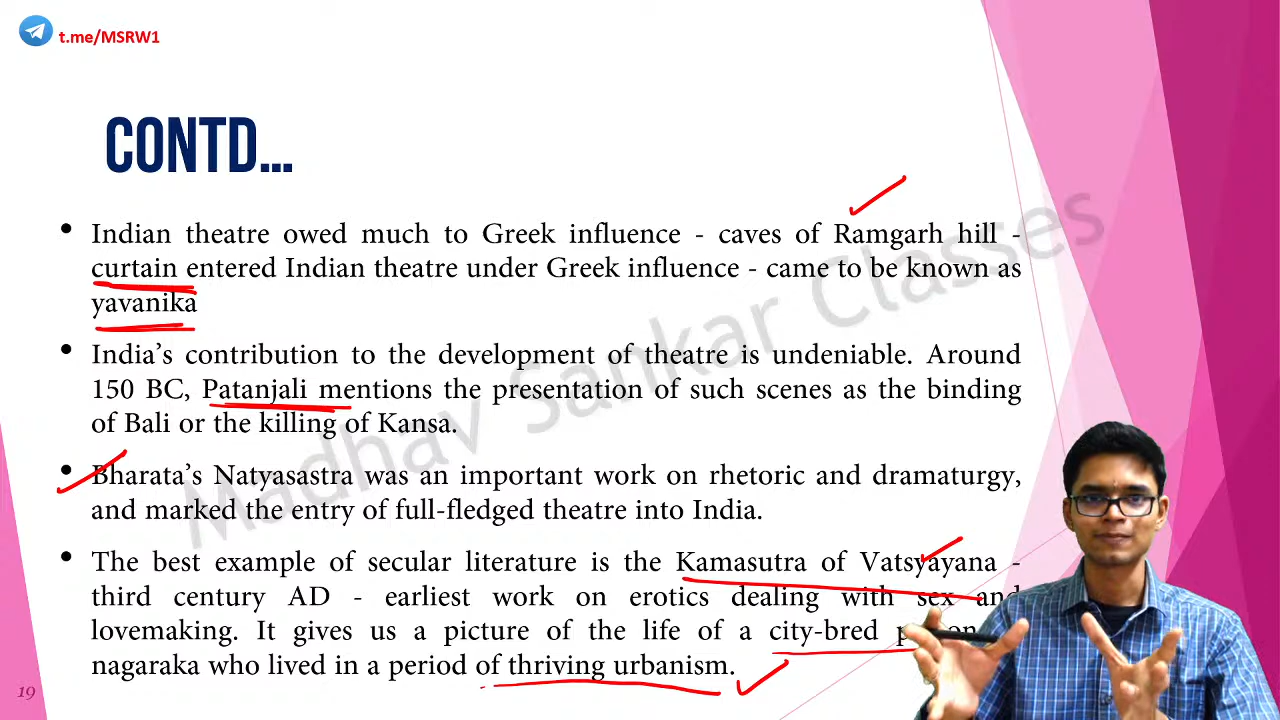 t.me/MSRW1
CONTD...
• Indian theatre owed much to Greek influence - caves of Ramgarh hill -
curtain entered Indian theatre under Greek influence - came to be known as
yavanika
• India's contribution to the development of theatre is undeniable. Around
150 BC, Patanjali mentions the presentation of such scenes as the binding
of Bali or the killing of Kansa.
• Bharata's Natyasastra was an important work on rhetoric and dramaturgy,
and marked the entry of full-fledged theatre into India.
• The best example of secular literature is the Kamasutra of Vatsyayana -
third century AD - earliest work on erotics dealing with sex and
lovemaking. It gives us a picture of the life of a city-bred
nagaraka who lived in a period of thriving urbanism.
19
Madhav Sankar Classes